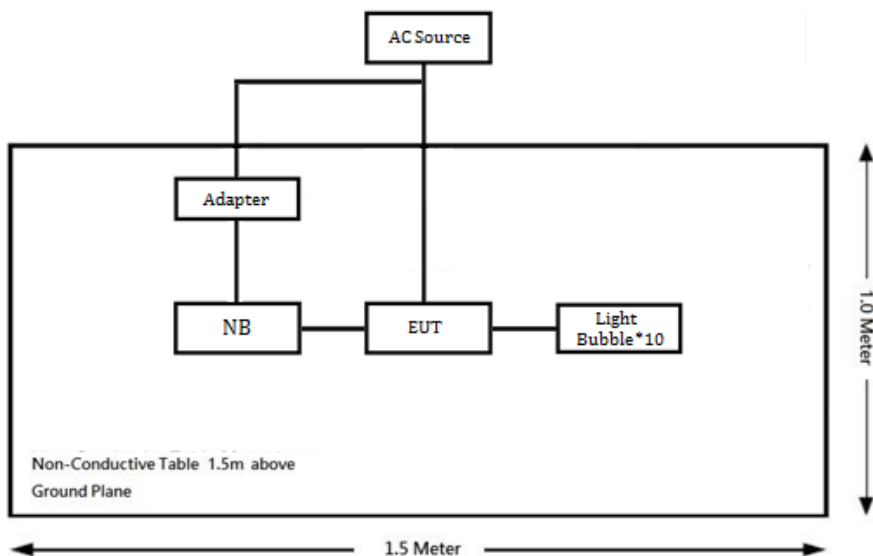 AC Source
Adapter
NB
EUT
Light
Bubble*10
1.0 Meter
Non-Conductive Table 1.5m above
Ground Plane
1.5 Meter